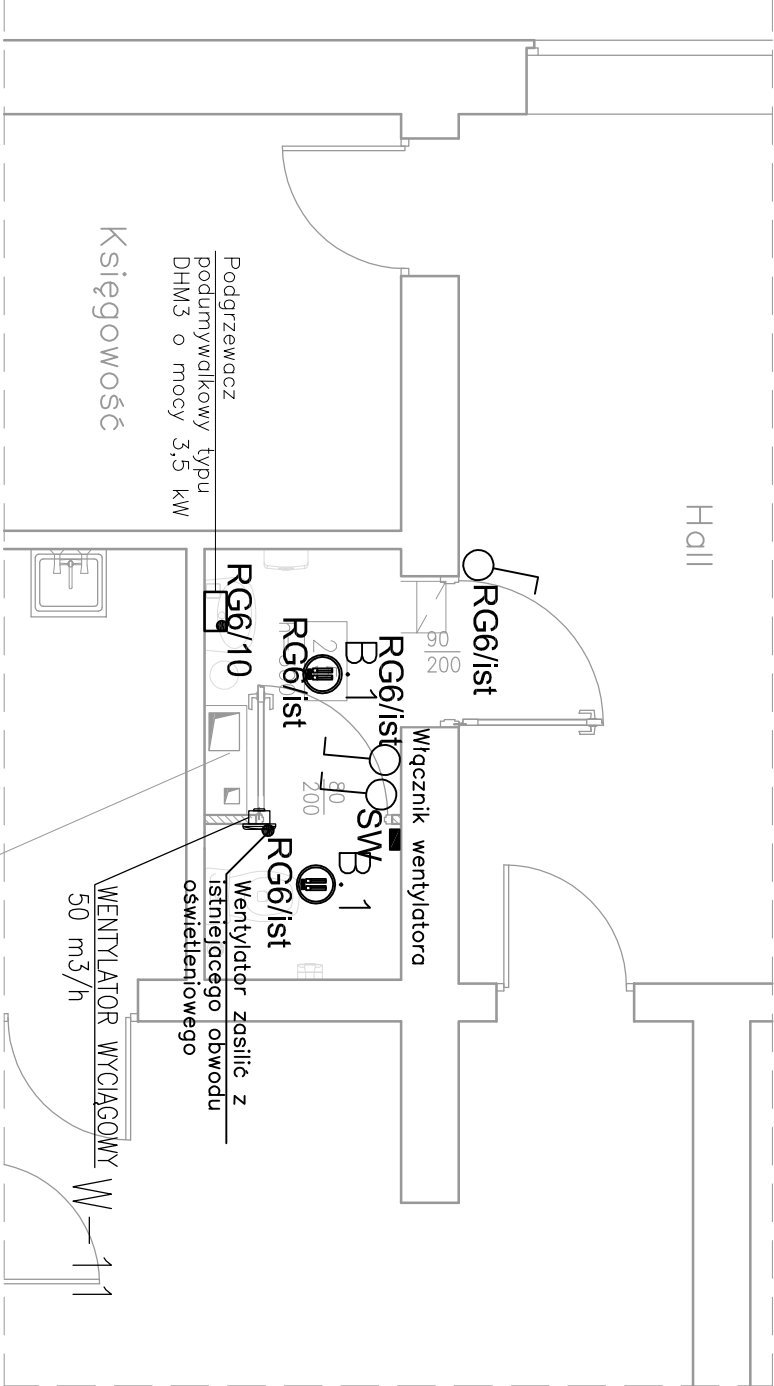 Hall
RG6/ist
90
200
Włącznik wentylatora
RG6/ist
SW
B.1
B.1
80
200
RG6/ist
RG6/ist
RG6/10
Wentylator zasilić z
istniejącego obwodu
oświetleniowego
Podgrzewacz
podumywalkowy typu
DHM3 o mocy 3,5 kW
Księgowość
WENTYLATOR WYCIĄGOWY W-11
50 m3/h